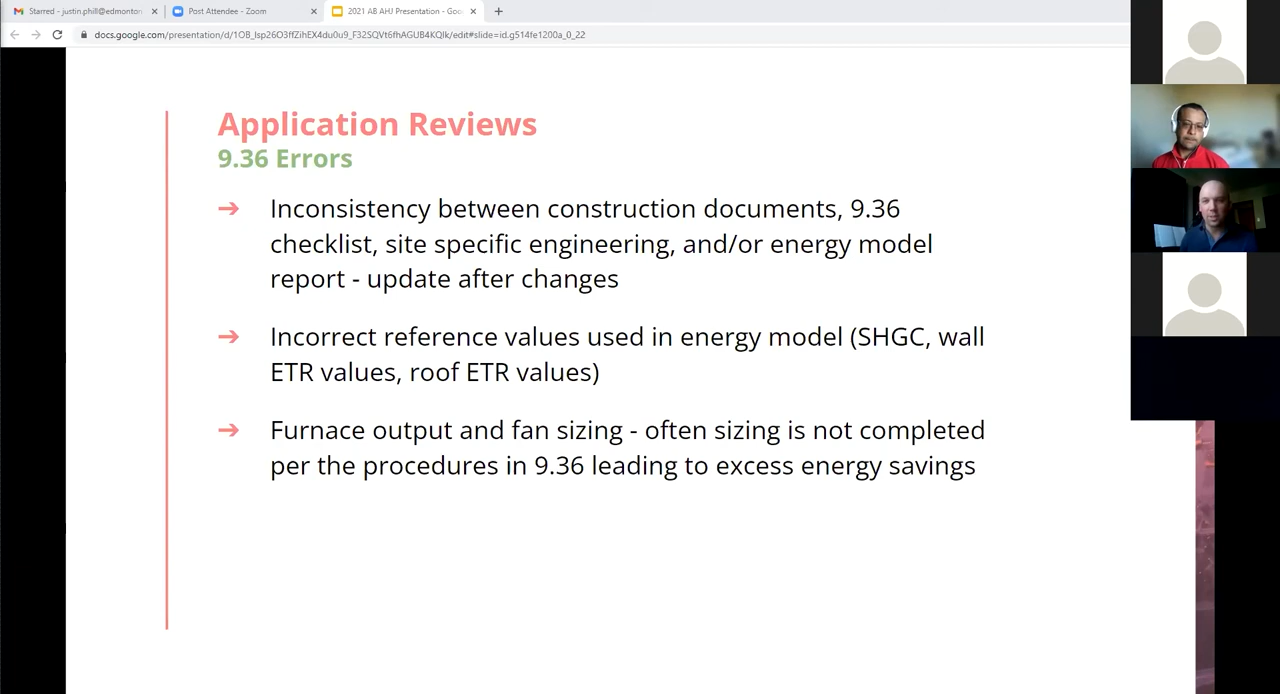 Starred - justin.phill@edmonton
Post Attendee - Zoom
2021 AB AHJ Presentation - Goo
docs.google.com/presentation/d/1OB_lsp26O3ffZihEX4du0u9_F32SQVt6fhAGUB4KQlk/edit#slide=id.g514fe1200a_0_22
Application Reviews
9.36 Errors
➔ Inconsistency between construction documents, 9.36
checklist, site specific engineering, and/or energy model
report - update after changes
➔ Incorrect reference values used in energy model (SHGC, wall
ETR values, roof ETR values)
➔ Furnace output and fan sizing - often sizing is not completed
per the procedures in 9.36 leading to excess energy savings